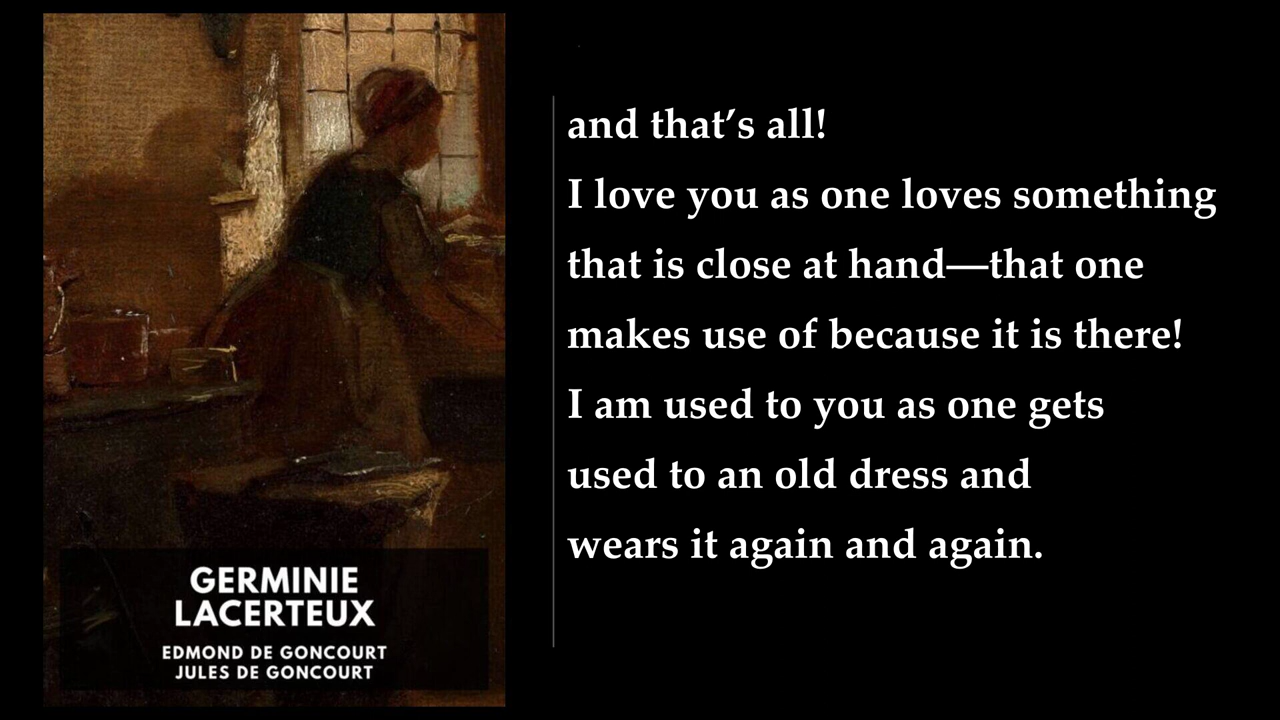 GERMINIE
LACERTEUX
EDMOND DE GONCOURT
JULES DE GONCOURT
and that’s all!
I love you as one loves something
that is close at hand—that one
makes use of because it is there!
I am used to you as one gets
used to an old dress and
wears it again and again.